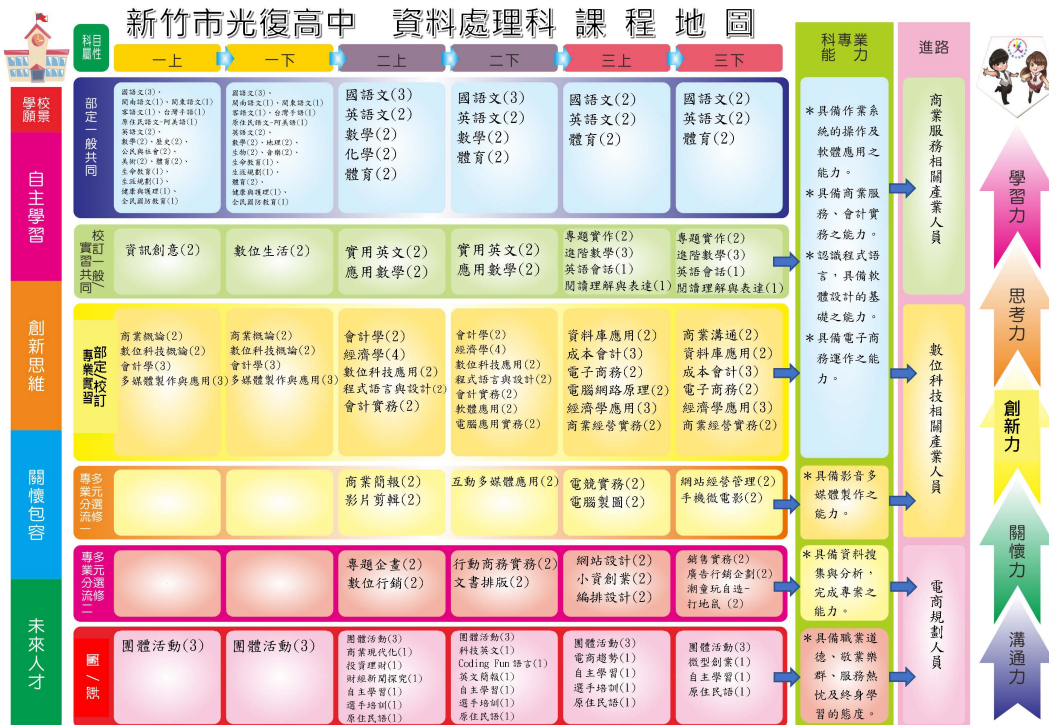 新竹市光復高中 資料處理科 課程地圖
科目屬性
一上
一下
二上
二下
三上
三下
科專業能力
進路
學校願景
自主學習
創新思維
關懷包容
未來人才
部定一般共同
國語文(3)、
閩南語文(1)、閩東語文(1)
客語文(1)、台灣手語(1)
原住民語文-阿美語(1)
英語文(2)、
數學(2)、歷史(2)、
公民與社會(2)、
美術(2)、體育(2)、
生命教育(1)、
生涯規劃(1)、
健康與護理(1)、
全民國防教育(1)
國語文(3)、
閩南語文(1)、閩東語文(1)
客語文(1)、台灣手語(1)
原住民語文-阿美語(1)
英語文(2)、
數學(2)、地理(2)、
生物(2)、音樂(2)、
生命教育(1)、
生涯規劃(1)、
體育(2)、
健康與護理(1)、
全民國防教育(1)
國語文(3)
英語文(2)
數學(2)
化學(2)
體育(2)
國語文(3)
英語文(2)
數學(2)
體育(2)
國語文(2)
英語文(2)
體育(2)
國語文(2)
英語文(2)
體育(2)
校訂一般/
實習共同
資訊創意(2)
數位生活(2)
實用英文(2)
應用數學(2)
實用英文(2)
應用數學(2)
專題實作(2)
進階數學(3)
英語會話(1)
閱讀理解與表達(1)
專題實作(2)
進階數學(3)
英語會話(1)
閱讀理解與表達(1)
部定/校訂
專業實習
商業概論(2)
數位科技概論(2)
會計學(3)
多媒體製作與應用(3)
商業概論(2)
數位科技概論(2)
會計學(3)
多媒體製作與應用(3)
會計學(2)
經濟學(4)
數位科技應用(2)
程式語言與設計(2)
會計實務(2)
會計學(2)
經濟學(4)
數位科技應用(2)
程式語言與設計(2)
會計實務(2)
軟體應用(2)
電腦應用實務(2)
資料庫應用(2)
成本會計(3)
電子商務(2)
電腦網路原理(2)
經濟學應用(3)
商業經營實務(2)
商業溝通(2)
資料庫應用(2)
成本會計(3)
電子商務(2)
經濟學應用(3)
商業經營實務(2)
多元選修
專業分流一
商業簡報(2)
影片剪輯(2)
互動多媒體應用(2)
電競實務(2)
電腦製圖(2)
網站經營管理(2)
手機微電影(2)
多元選修
專業分流二
專題企畫(2)
數位行銷(2)
行動商務實務(2)
文書排版(2)
網站設計(2)
小資創業(2)
編排設計(2)
銷售實務(2)
廣告行銷企劃(2)
潮童玩自造-
打地鼠(2)
團/彈
團體活動(3)
團體活動(3)
團體活動(3)
商業現代化(1)
投資理財(1)
財經新聞探究(1)
自主學習(1)
選手培訓(1)
原住民語(1)
團體活動(3)
科技英文(1)
Coding Fun 語言(1)
英文簡報(1)
自主學習(1)
選手培訓(1)
原住民語(1)
團體活動(3)
電商趨勢(1)
自主學習(1)
選手培訓(1)
原住民語(1)
團體活動(3)
微型創業(1)
自主學習(1)
原住民語(1)
＊具備作業系
統的操作及
軟體應用之
能力。
＊具備商業服
務、會計實
務之能力。
＊認識程式語
言，具備軟
體設計的基
礎之能力。
＊具備電子商
務運作之能
力。
＊具備影音多
媒體製作之
能力。
＊具備資料搜
集與分析，
完成專案之
能力。
＊具備職業道
德、敬業樂
群、服務熱
忱及終身學
習的態度。
商業服務相關產業人員
數位科技相關產業人員
電商規劃人員
學習力
思考力
創新力
關懷力
溝通力